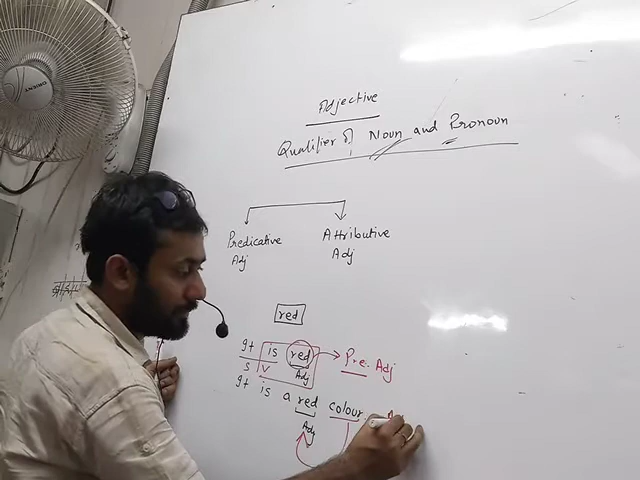 Adjective
Qualifier of Noun and Pronoun
Predicative Attributive
Adj Adj
red
It is red Pre. Adj
S V Adj
It is a red colour
Adj